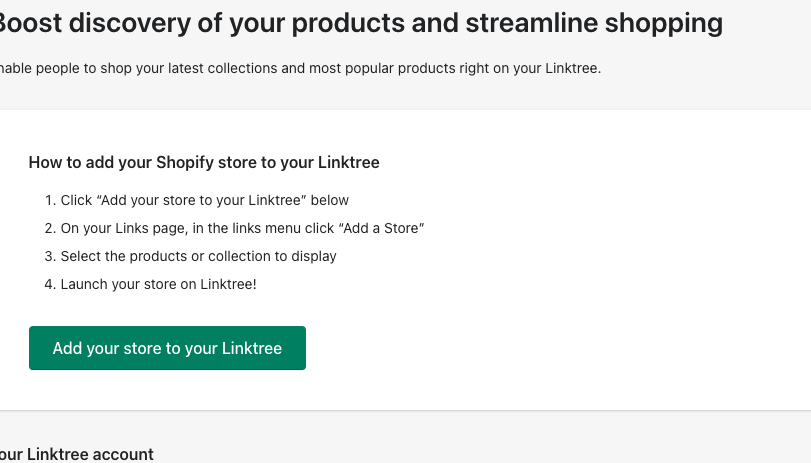 Boost discovery of your products and streamline shopping
nable people to shop your latest collections and most popular products right on your Linktree.
How to add your Shopify store to your Linktree
1. Click “Add your store to your Linktree” below
2. On your Links page, in the links menu click “Add a Store”
3. Select the products or collection to display
4. Launch your store on Linktree!
Add your store to your Linktree
our Linktree account